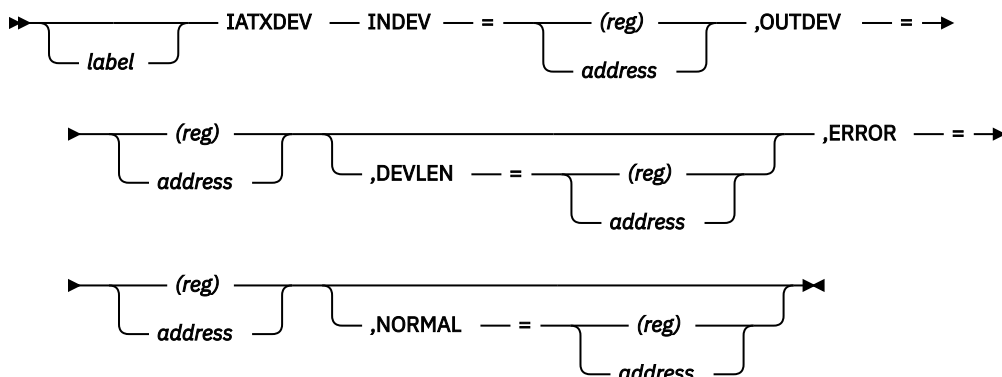 IATXDEV INDEV = (reg) ,OUTDEV =
label address
(reg) ,ERROR =
address ,DEVLEN = (reg)
address
(reg)
address ,NORMAL = (reg)
address